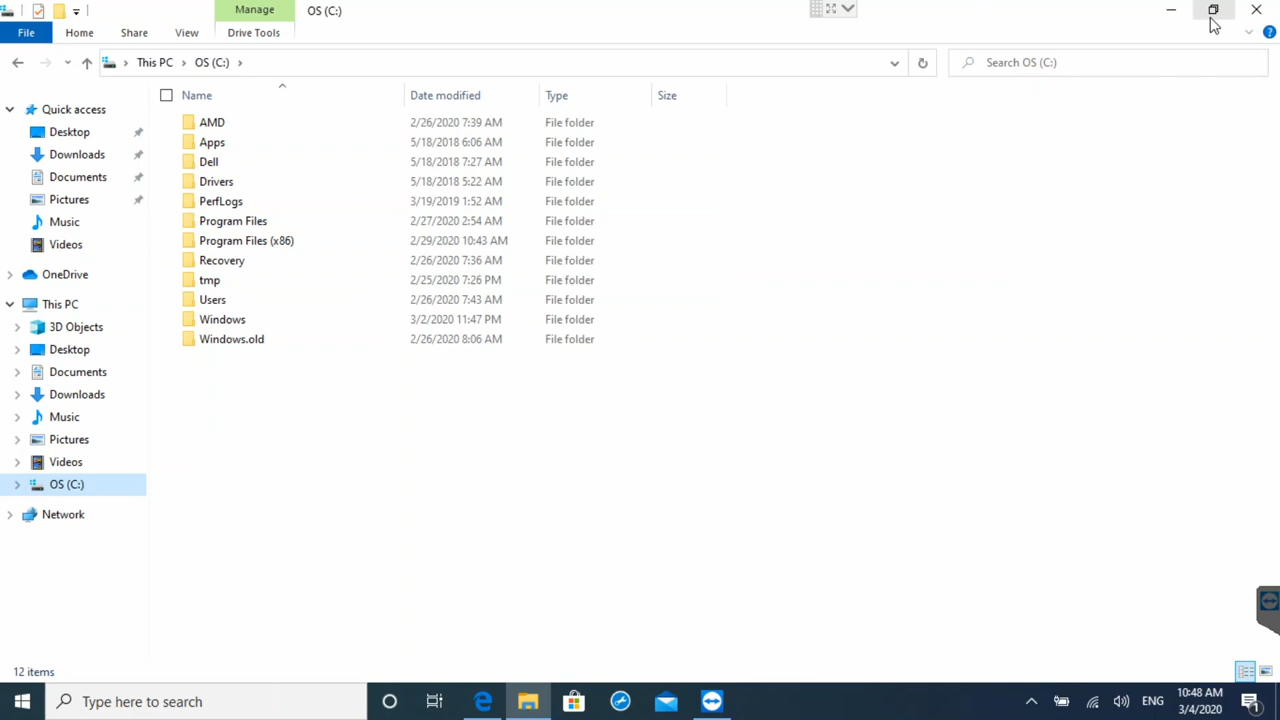 Manage OS (C:)
File Home Share View Drive Tools
This PC OS (C:) Search OS (C:)
Name Date modified Type Size
Quick access
Desktop
Downloads
Documents
Pictures
Music
Videos
OneDrive
This PC
3D Objects
Desktop
Documents
Downloads
Music
Pictures
Videos
OS (C:)
Network
AMD 2/26/2020 7:39 AM File folder
Apps 5/18/2018 6:06 AM File folder
Dell 5/18/2018 7:27 AM File folder
Drivers 5/18/2018 5:22 AM File folder
PerfLogs 3/19/2019 1:52 AM File folder
Program Files 2/27/2020 2:54 AM File folder
Program Files (x86) 2/29/2020 10:43 AM File folder
Recovery 2/26/2020 7:36 AM File folder
tmp 2/25/2020 7:26 PM File folder
Users 2/26/2020 7:43 AM File folder
Windows 3/2/2020 11:47 PM File folder
Windows.old 2/26/2020 8:06 AM File folder
12 items
Type here to search
ENG
10:48 AM
3/4/2020
1